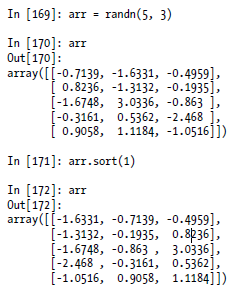 In [169]: arr = randn(5, 3)
In [170]: arr
Out[170]:
array([[-0.7139, -1.6331, -0.4959],
       [ 0.8236, -1.3132, -0.1935],
       [-1.6748,  3.0336, -0.863 ],
       [-0.3161,  0.5362, -2.468 ],
       [ 0.9058,  1.1184, -1.0516]])
In [171]: arr.sort(1)
In [172]: arr
Out[172]:
array([[-1.6331, -0.7139, -0.4959],
       [-1.3132, -0.1935,  0.8236],
       [-1.6748, -0.863 ,  3.0336],
       [-2.468 , -0.3161,  0.5362],
       [-1.0516,  0.9058,  1.1184]])